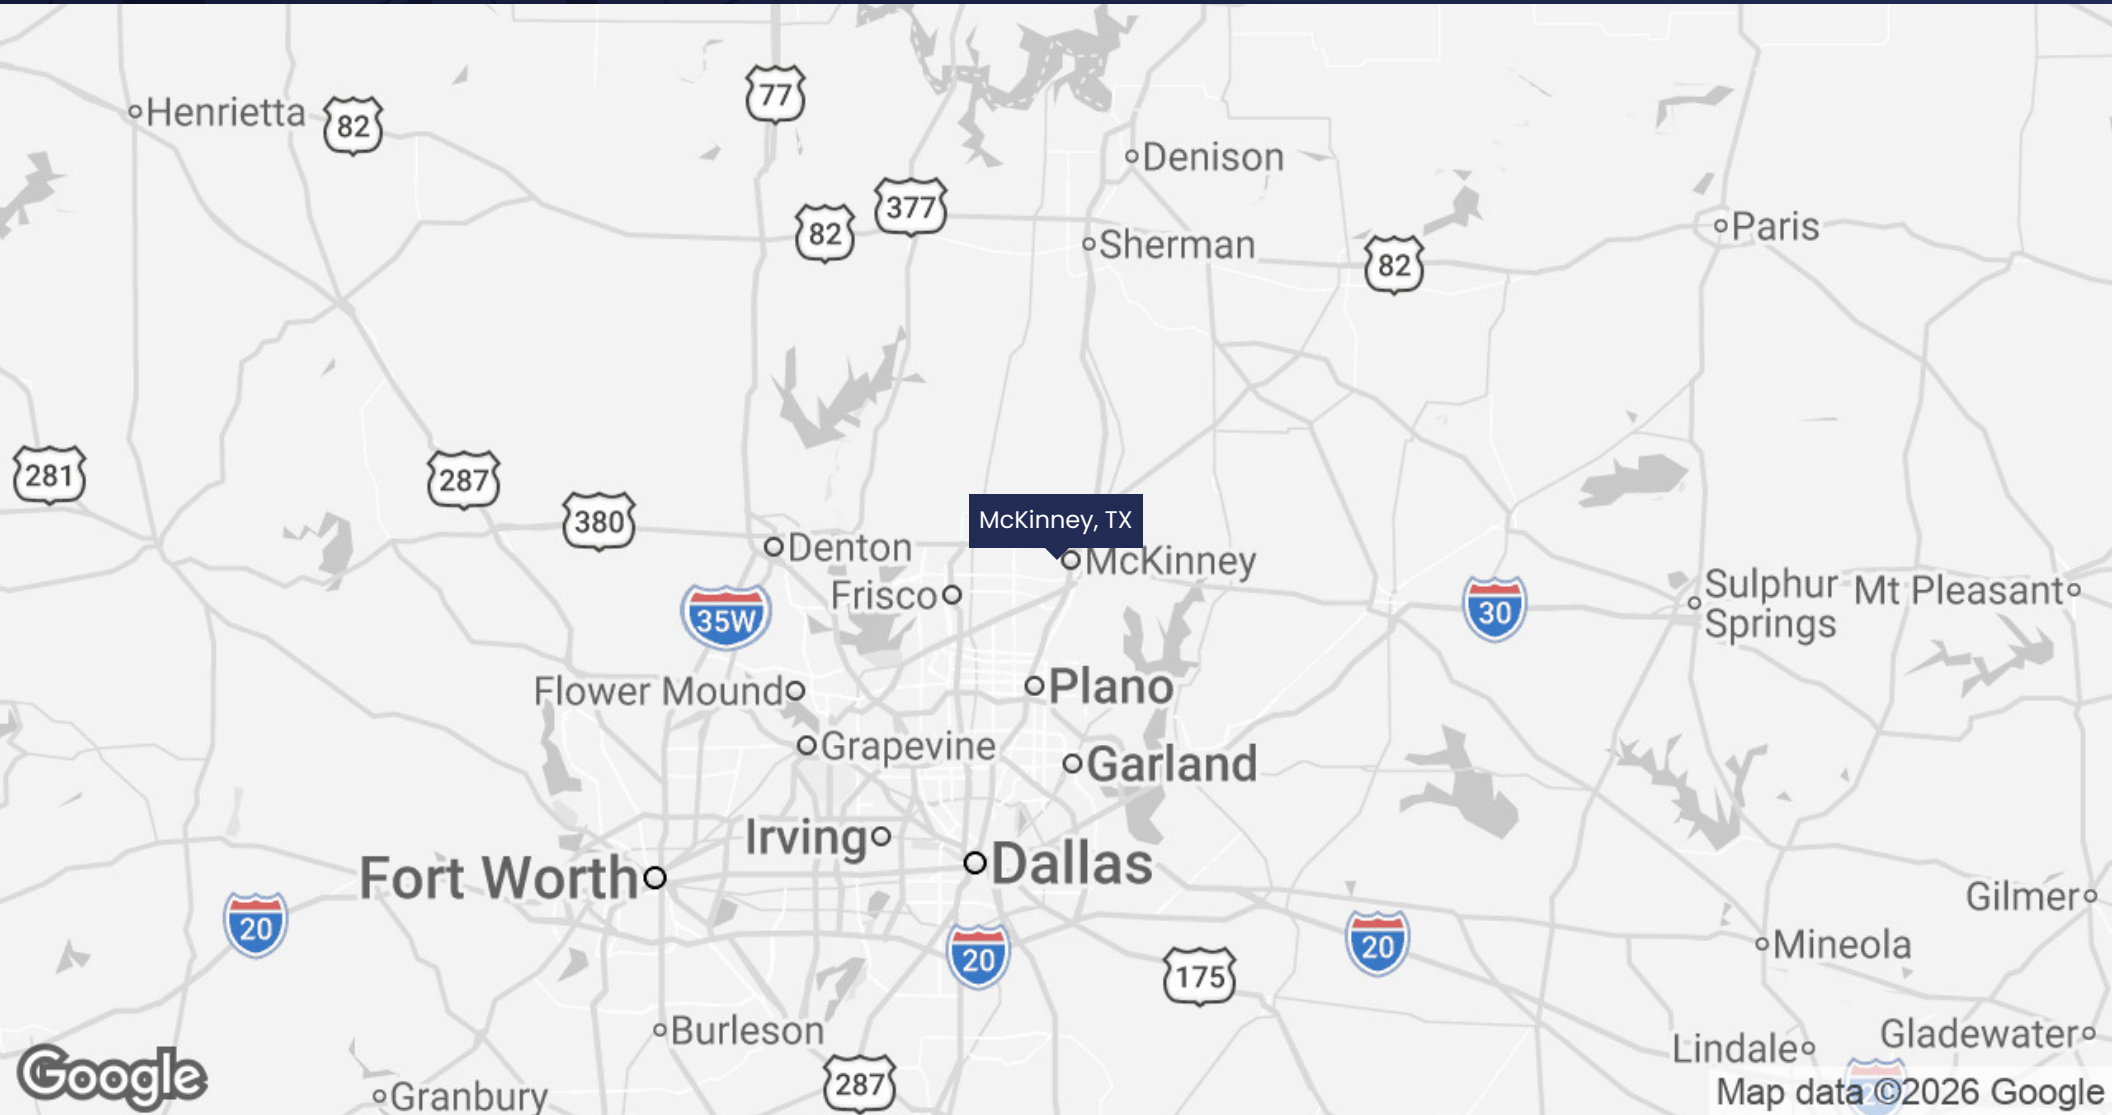 77
Henrietta
82
Denison
377
82
Paris
Sherman
82
281
287
380
McKinney, TX
Denton
McKinney
Frisco
35W
30
Sulphur
Springs
Mt Pleasant
Flower Mound
Plano
Grapevine
Garland
Irving
Dallas
Fort Worth
Gilmer
20
20
20
Mineola
175
Burleson
Gladewater
Lindale
Google
287
Granbury
20
Map data ©2026 Google